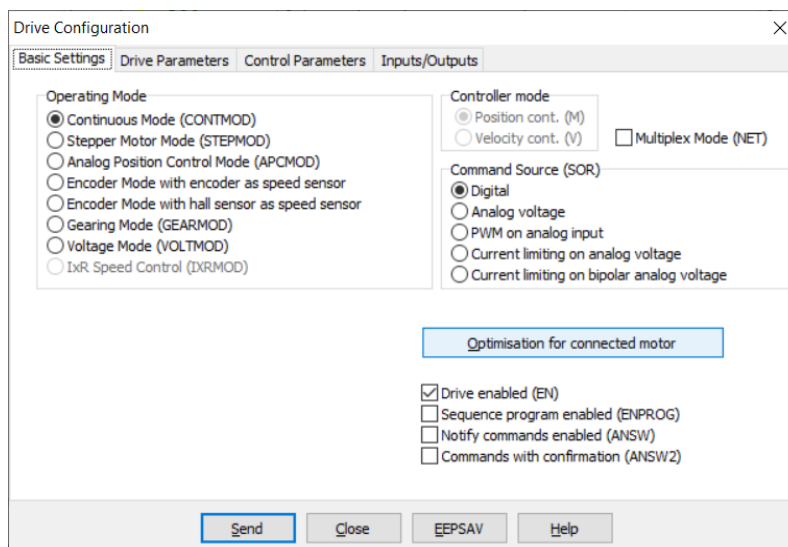 Drive Configuration
Basic Settings Drive Parameters Control Parameters Inputs/Outputs
Operating Mode
Continuous Mode (CONTMOD)
Stepper Motor Mode (STEPMOD)
Analog Position Control Mode (APCMOD)
Encoder Mode with encoder as speed sensor
Encoder Mode with hall sensor as speed sensor
Gearing Mode (GEARMOD)
Voltage Mode (VOLTMOD)
IxR Speed Control (IXRMOD)
Controller mode
Position cont. (M)
Velocity cont. (V)
Multiplex Mode (NET)
Command Source (SOR)
Digital
Analog voltage
PWM on analog input
Current limiting on analog voltage
Current limiting on bipolar analog voltage
Optimisation for connected motor
Drive enabled (EN)
Sequence program enabled (ENPROG)
Notify commands enabled (ANSW)
Commands with confirmation (ANSW2)
Send Close EEPSAV Help